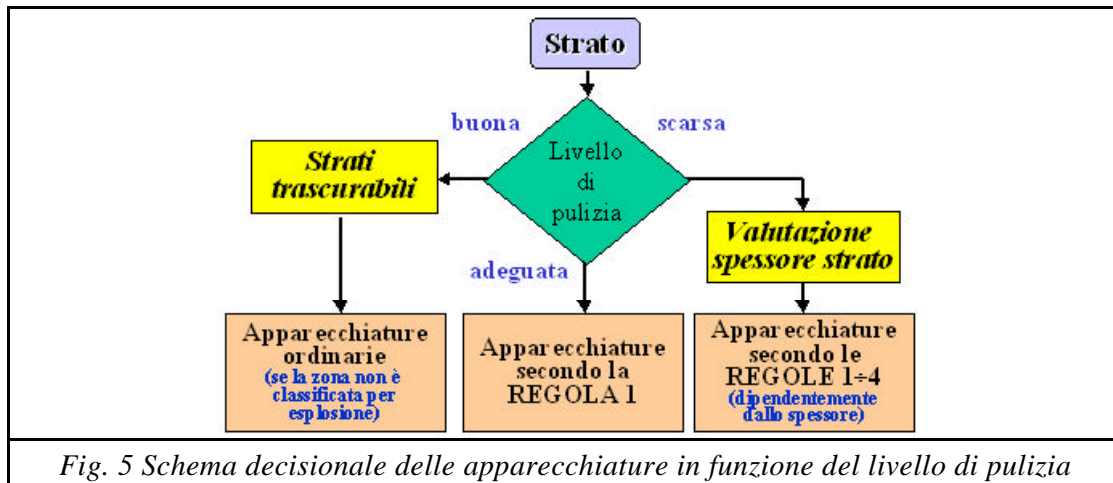 Strato
buona
scarsa
Livello
di
pulizia
Strati
trascurabili
Valutazione
spessore strato
adeguata
Apparecchiature
ordinarie
(se la zona non è
classificata per
esplosione)
Apparecchiature
secondo la
REGOLA 1
Apparecchiature
secondo le
REGOLE 1÷4
(dipendentemente
dallo spessore)
Fig. 5 Schema decisionale delle apparecchiature in funzione del livello di pulizia